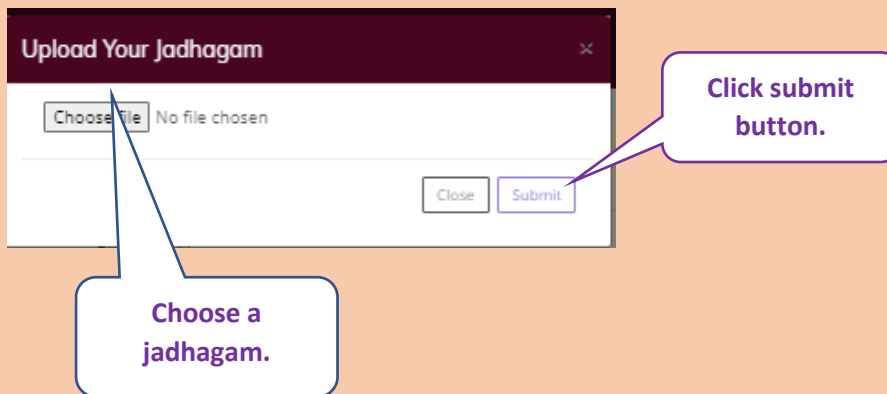 Upload Your Jadhagam ×
Choose file No file chosen
Click submit
button.
Close Submit
Choose a
jadhagam.